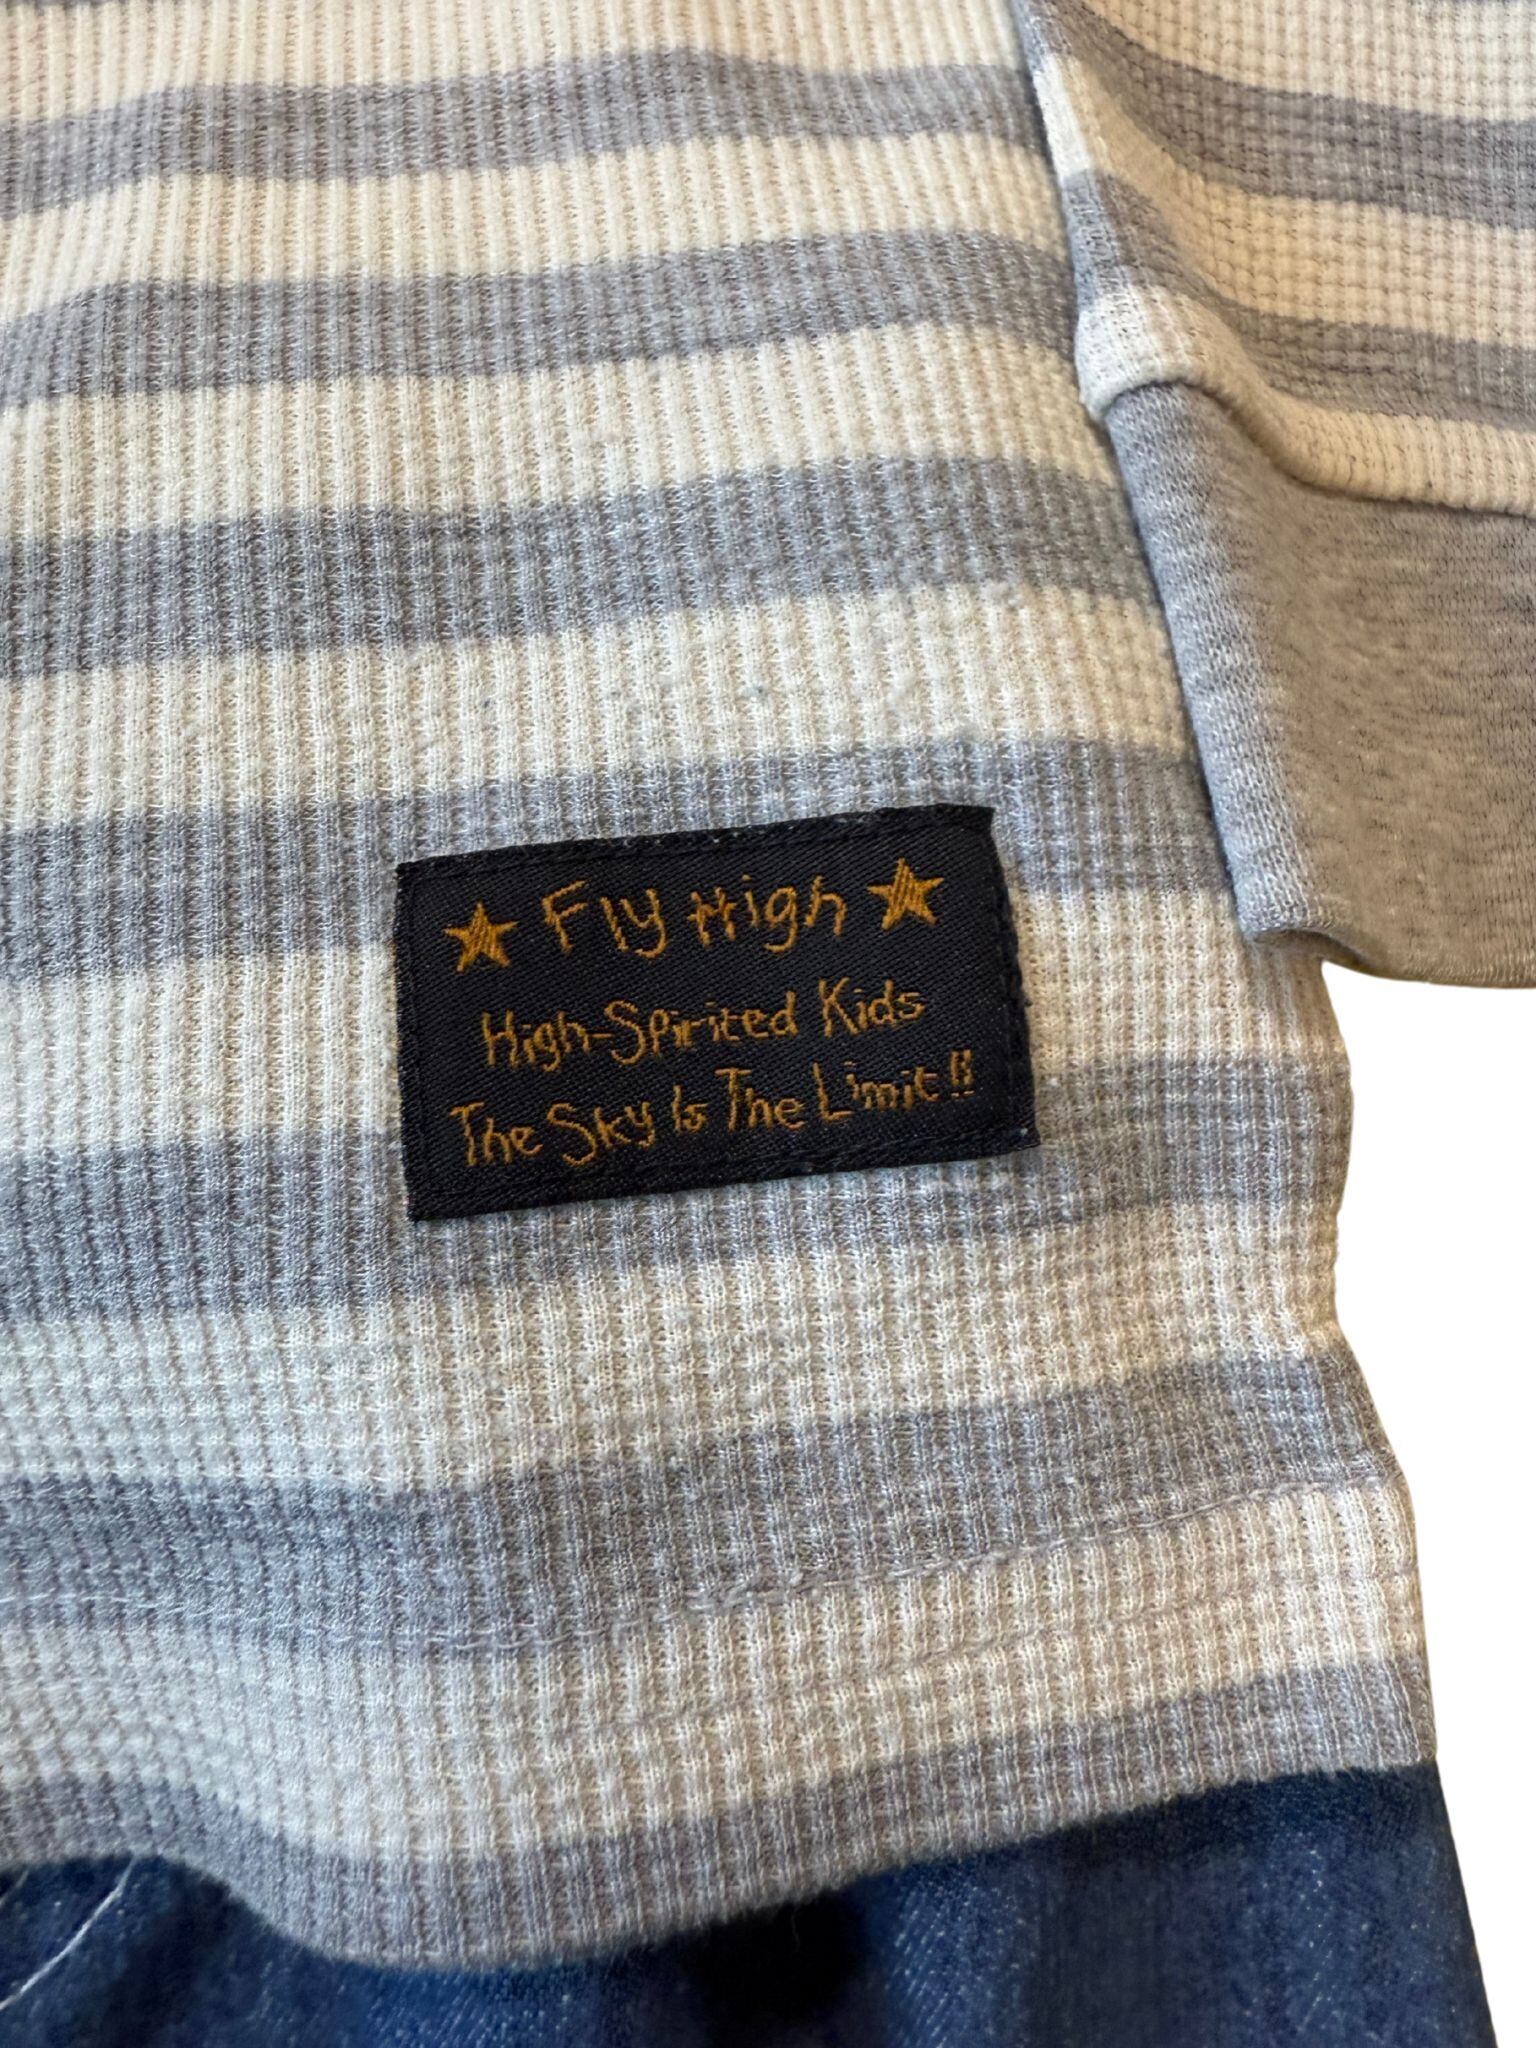 ★ Fly High ★
High-Spirited Kids
The Sky Is The Limit!!